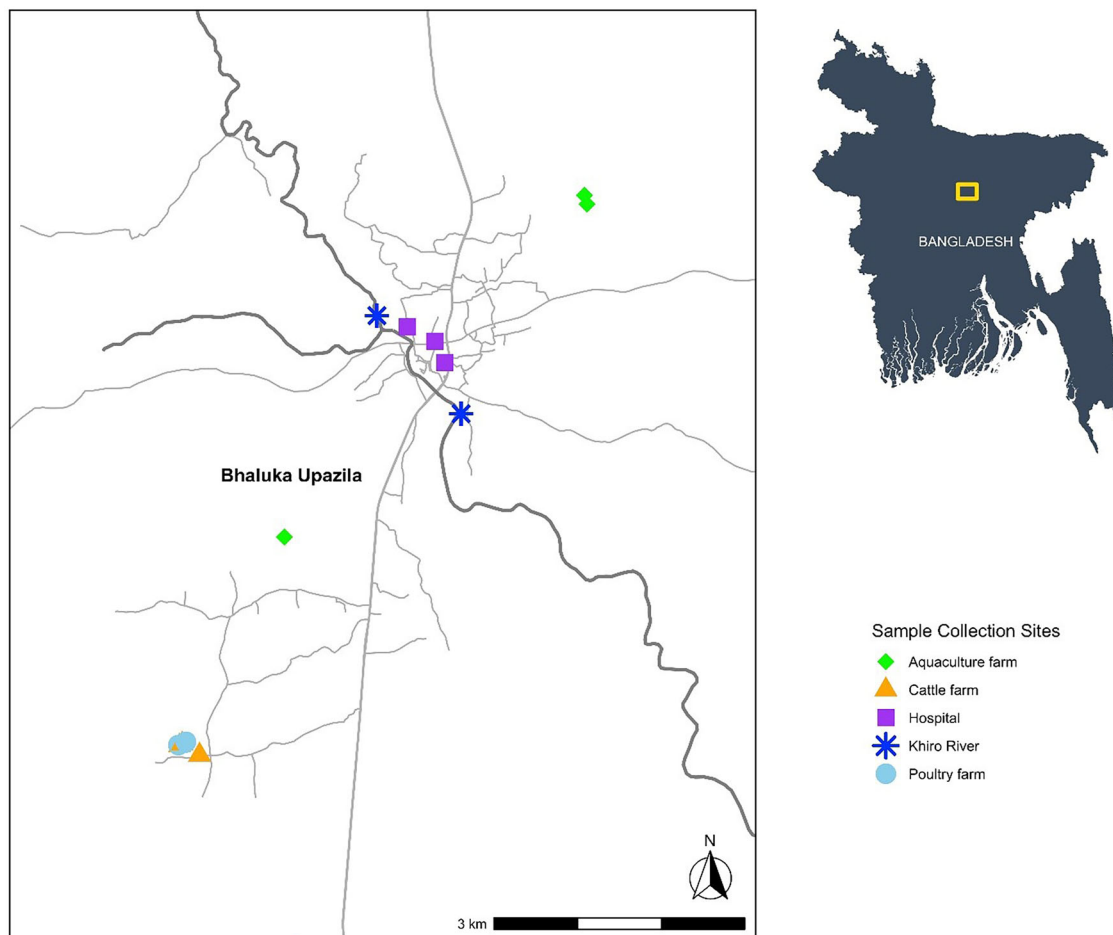 BANGLADESH
Bhaluka Upazila
Sample Collection Sites
Aquaculture farm
Cattle farm
Hospital
Khiro River
Poultry farm
N
3 km